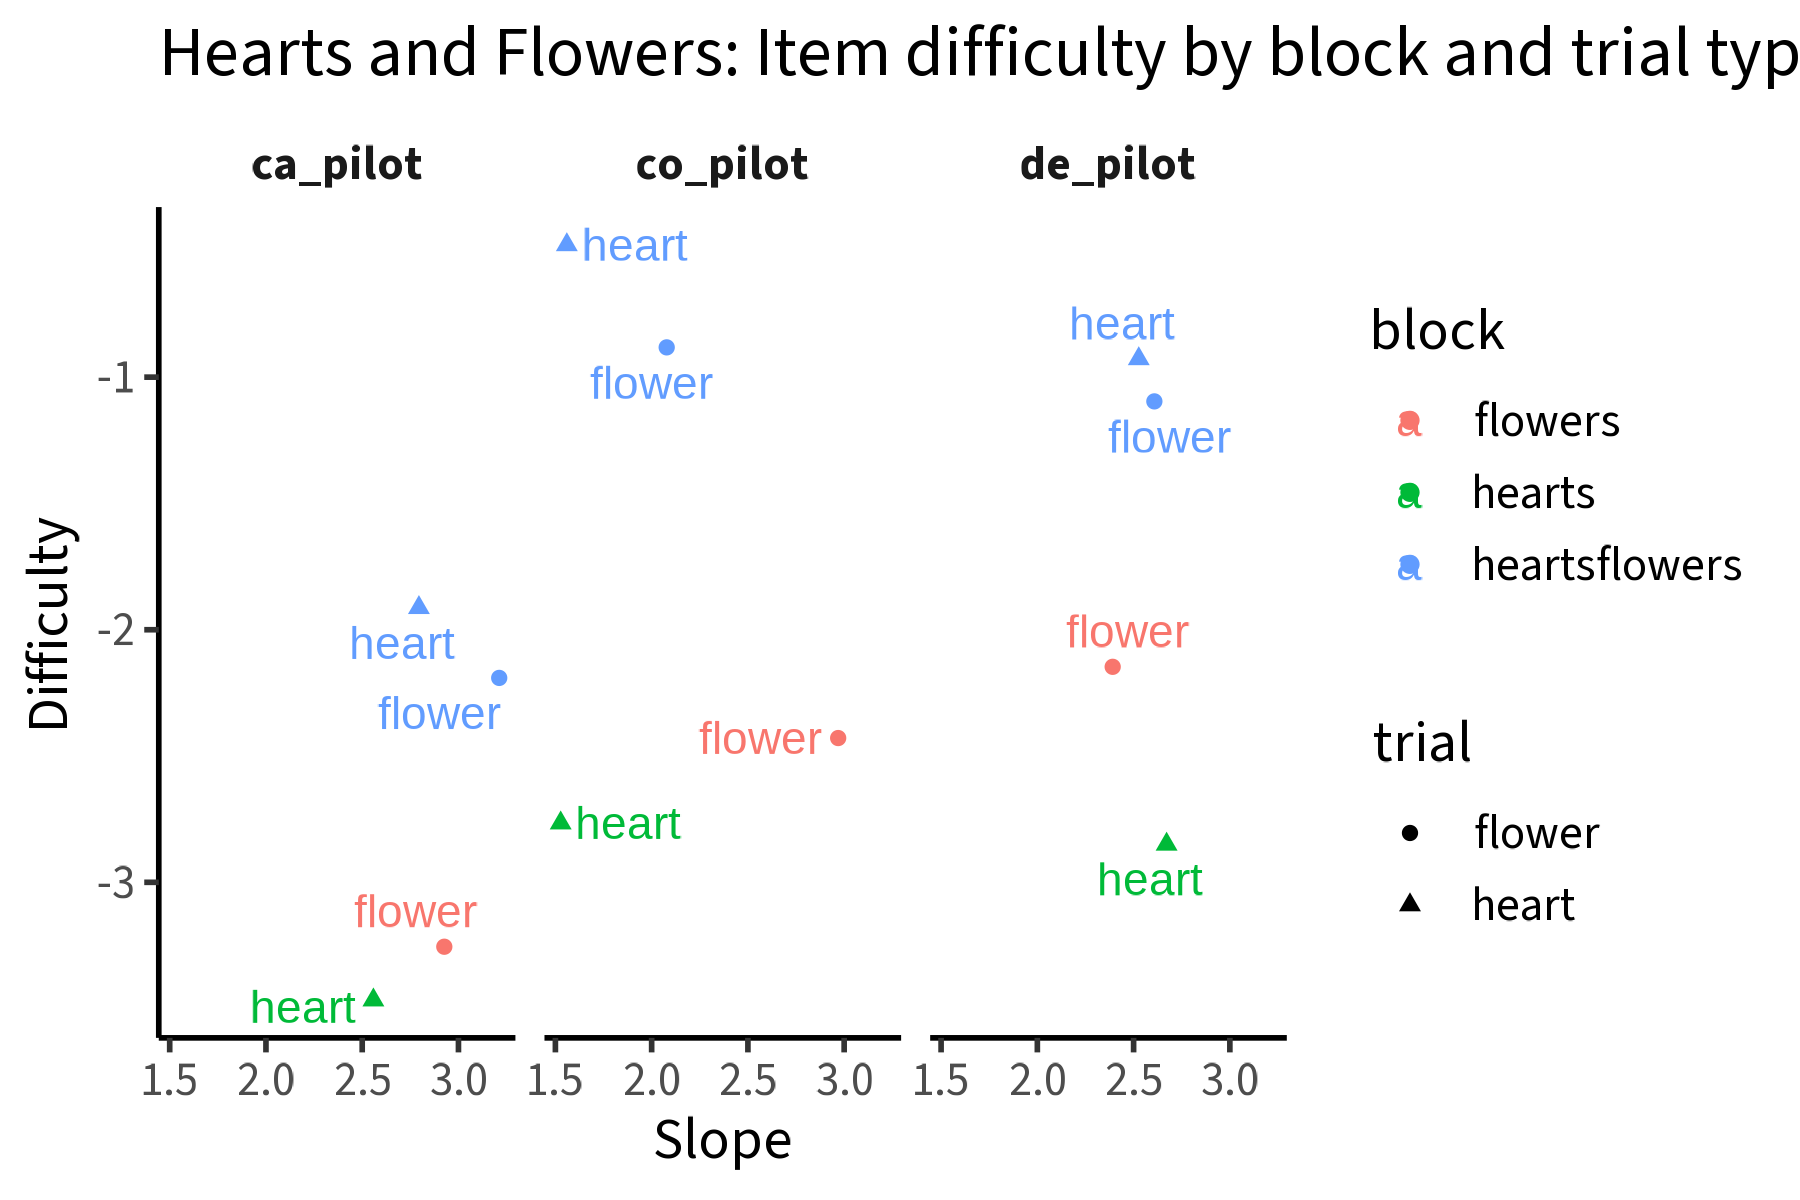 Hearts and Flowers: Item difficulty by block and trial typ
ca_pilot
co_pilot
de_pilot
Difficulty
-1
-2
-3
heart
flower
flower
heart
heart
flower
flower
heart
heart
flower
flower
heart
1.5 2.0 2.5 3.0
1.5 2.0 2.5 3.0
1.5 2.0 2.5 3.0
Slope
block
a flowers
a hearts
a heartsflowers
trial
flower
heart